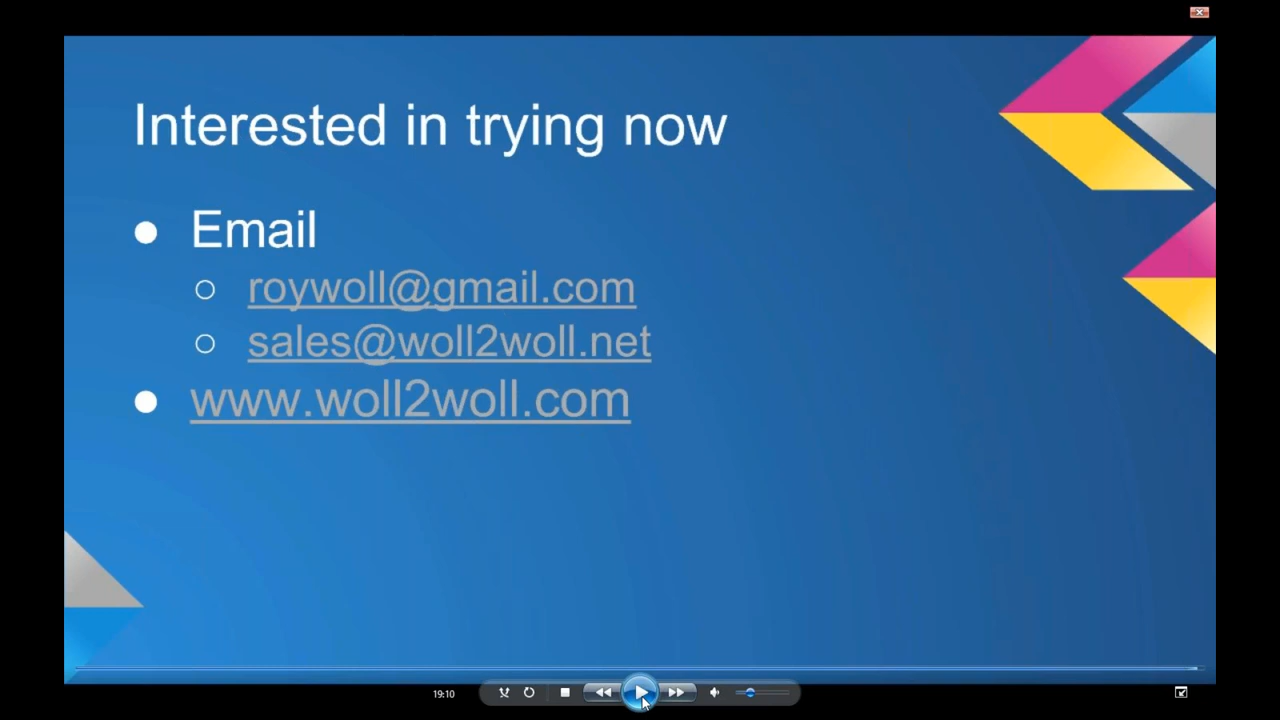 Interested in trying now
● Email
○ roywoll@gmail.com
○ sales@woll2woll.net
● www.woll2woll.com
19:10